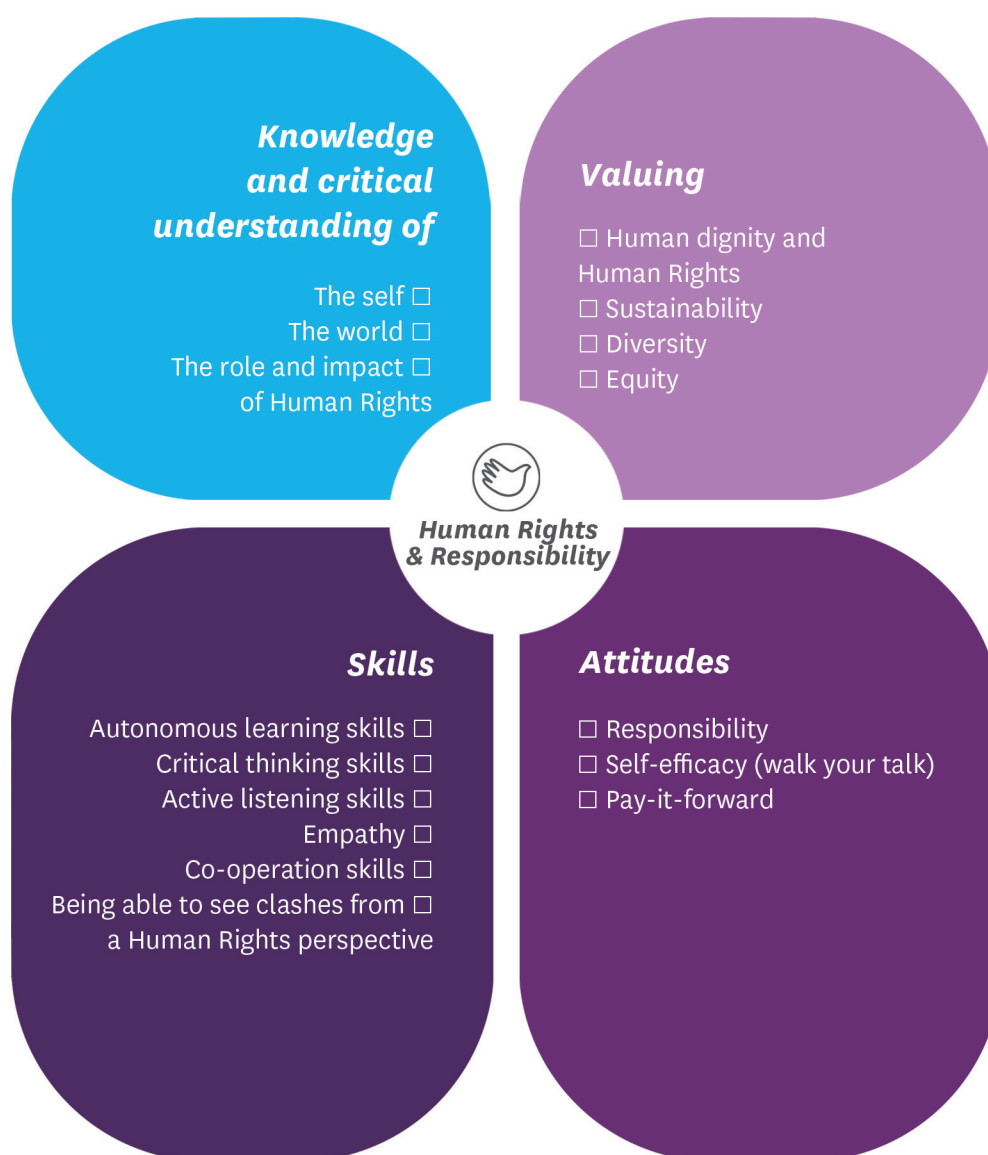 Knowledge
and critical
understanding of
The self ☐
The world ☐
The role and impact ☐
of Human Rights
Valuing
☐ Human dignity and
Human Rights
☐ Sustainability
☐ Diversity
☐ Equity
Human Rights
& Responsibility
Skills
Autonomous learning skills ☐
Critical thinking skills ☐
Active listening skills ☐
Empathy ☐
Co-operation skills ☐
Being able to see clashes from ☐
a Human Rights perspective
Attitudes
☐ Responsibility
☐ Self-efficacy (walk your talk)
☐ Pay-it-forward